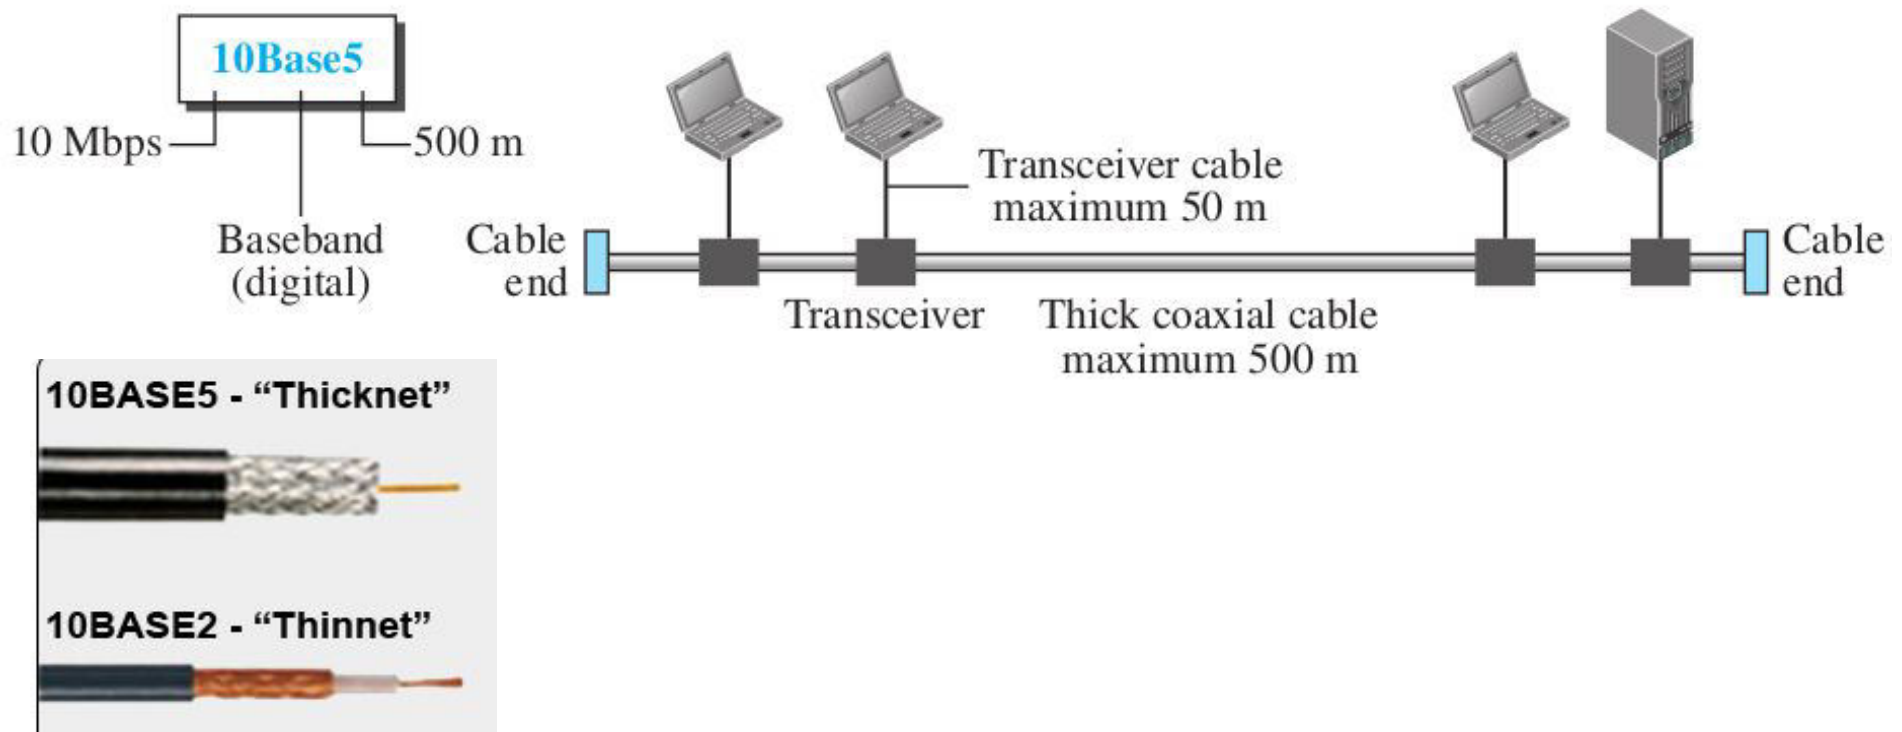 10Base5
10 Mbps
500 m
Baseband
(digital)
Cable
end
Transceiver cable
maximum 50 m
Transceiver
Thick coaxial cable
maximum 500 m
Cable
end
10BASE5 - “Thicknet”
10BASE2 - “Thinnet”